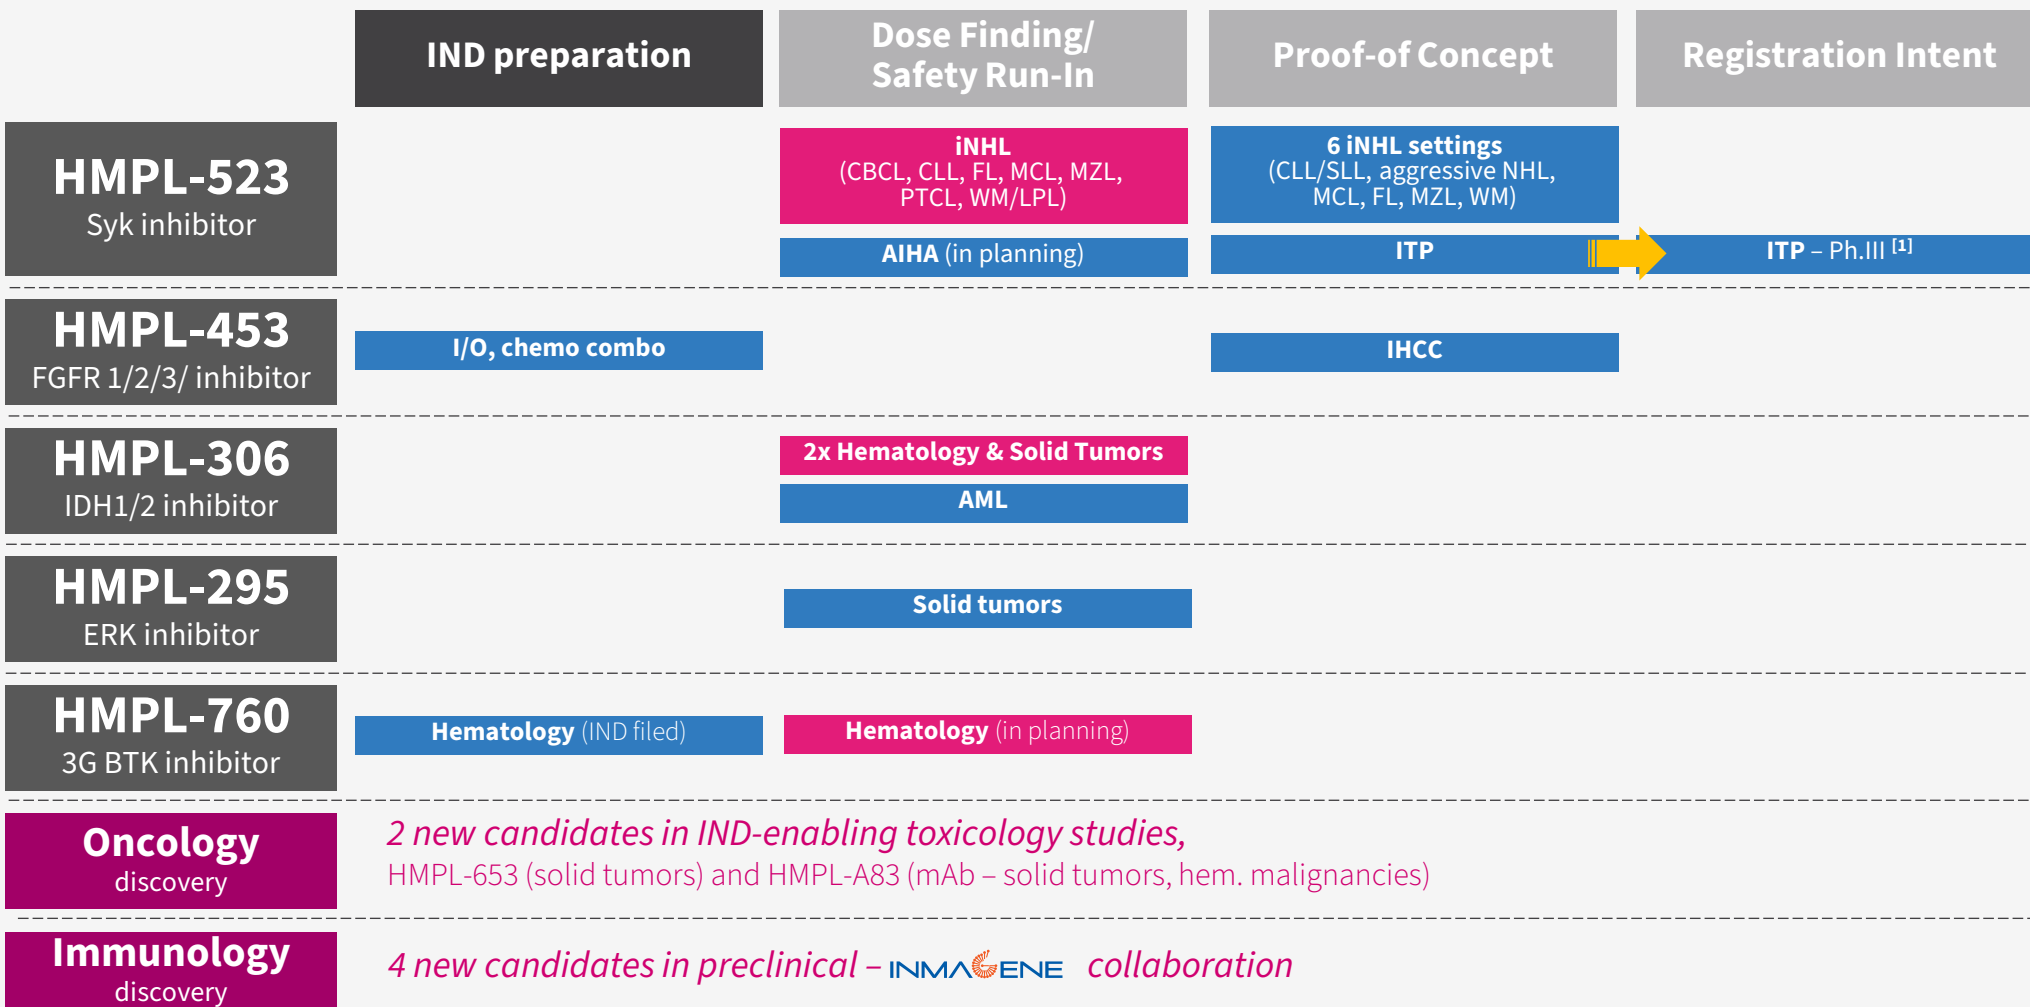 IND preparation
Dose Finding/
Safety Run-In
Proof-of Concept
Registration Intent
HMPL-523
Syk inhibitor
iNHL
(CBCL, CLL, FL, MCL, MZL,
PTCL, WM/LPL)
AIHA (in planning)
6 iNHL settings
(CLL/SLL, aggressive NHL,
MCL, FL, MZL, WM)
ITP
ITP – Ph.III [1]
HMPL-453
FGFR 1/2/3/ inhibitor
I/O, chemo combo
IHCC
HMPL-306
IDH1/2 inhibitor
2x Hematology & Solid Tumors
AML
HMPL-295
ERK inhibitor
Solid tumors
HMPL-760
3G BTK inhibitor
Hematology (IND filed)
Hematology (in planning)
Oncology
discovery
2 new candidates in IND-enabling toxicology studies,
HMPL-653 (solid tumors) and HMPL-A83 (mAb – solid tumors, hem. malignancies)
Immunology
discovery
4 new candidates in preclinical – INMAGENE collaboration